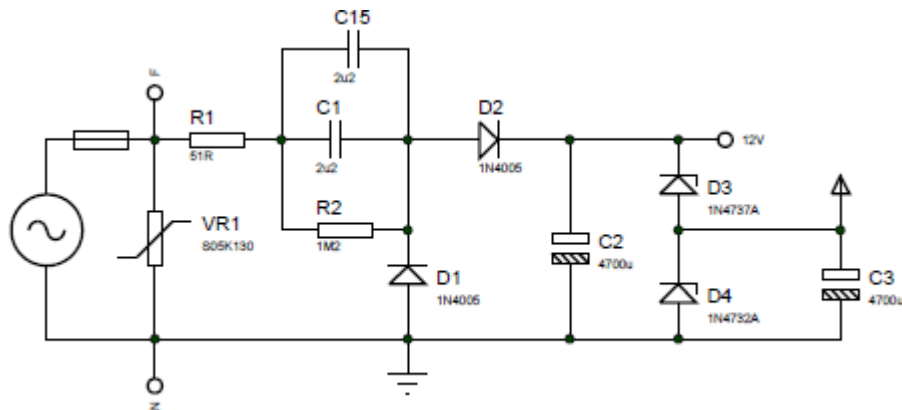 C15
2u2
F
R1
51R
C1
2u2
D2
1N4005
12V
VR1
S05K130
R2
1M2
D3
1N4737A
C2
4700u
D1
1N4005
D4
1N4732A
C3
4700u
N